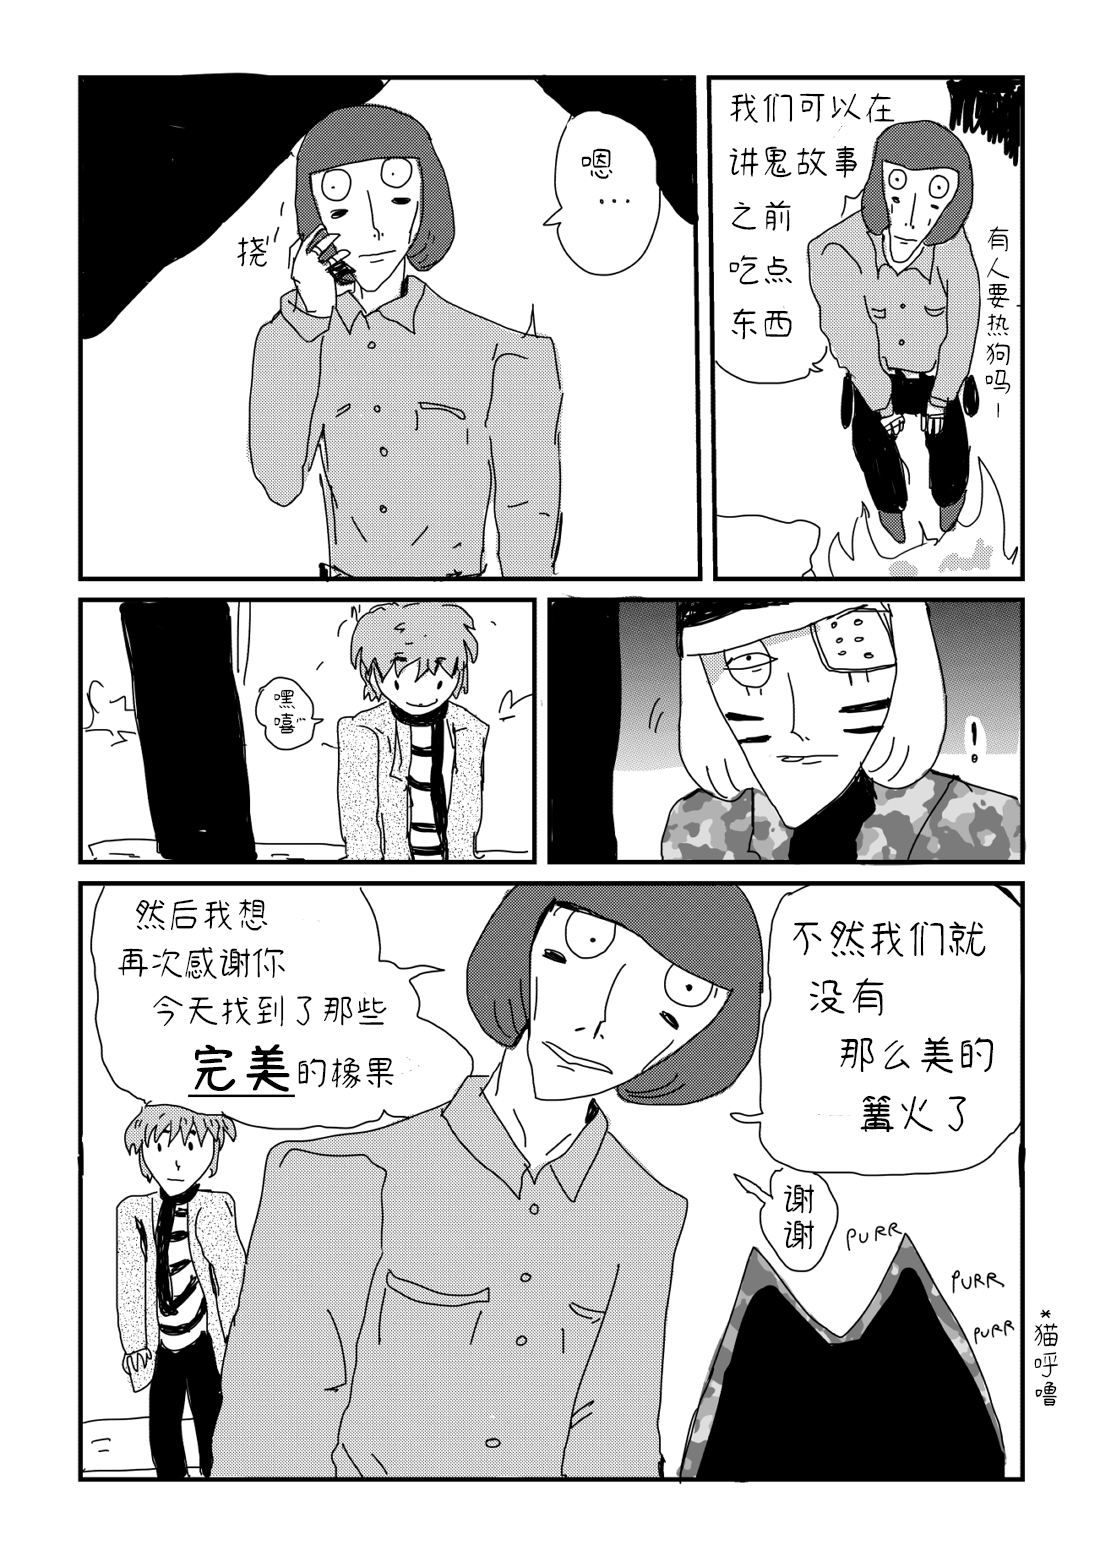 我们可以在
讲鬼故事
之前
吃点
东西
有人要热狗吗-
嗯
...
挠
!
嘿
嘻
不然我们就
没有
那么美的
篝火了
然后我想
再次感谢你
今天找到了那些
完美的橡果
谢
谢
PURR
PURR
PURR
*猫呼噜